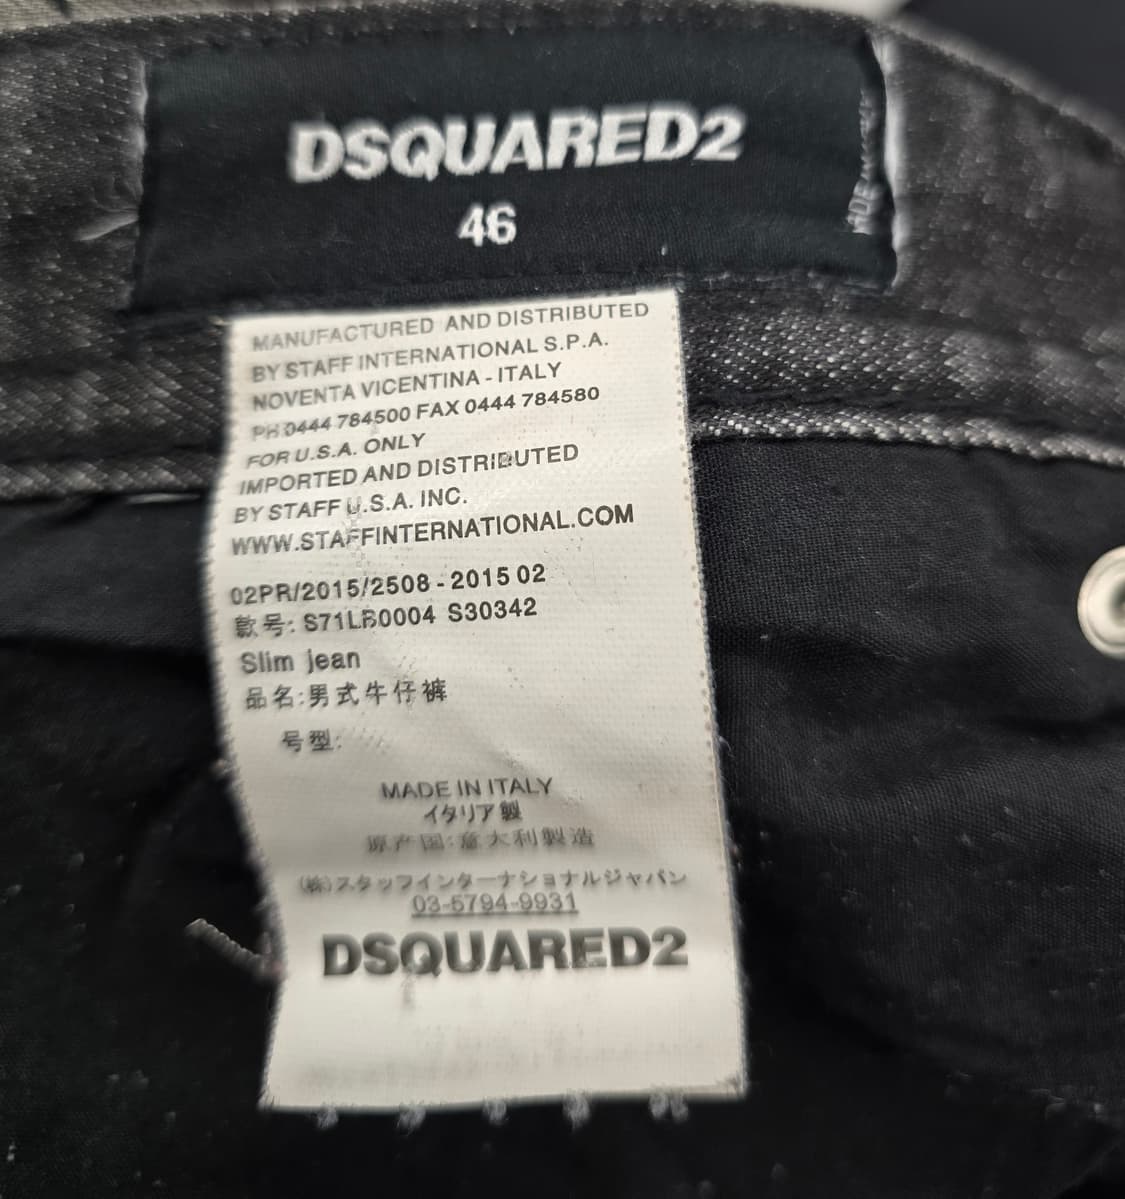 DSQUARED2
46
MANUFACTURED AND DISTRIBUTED
BY STAFF INTERNATIONAL S.P.A.
NOVENTA VICENTINA - ITALY
PH 0444 784500 FAX 0444 784580
FOR U.S.A. ONLY
IMPORTED AND DISTRIBUTED
BY STAFF U.S.A. INC.
WWW.STAFFINTERNATIONAL.COM
02PR/2015/2508 - 2015 02
款号: S71LB0004 S30342
Slim jean
品名:男式牛仔裤
号型:
MADE IN ITALY
イタリア製
原产国:意大利製造
(株)スタッフインターナショナルジャパン
03-5794-9931
DSQUARED2